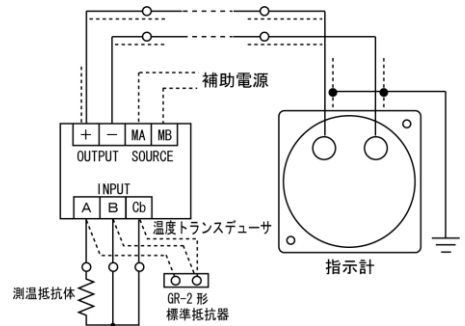 補助電源
+ − MA MB
OUTPUT SOURCE
INPUT
A B Cb
温度トランスデューサ
測温抵抗体
GR-2 形
標準抵抗器
指示計